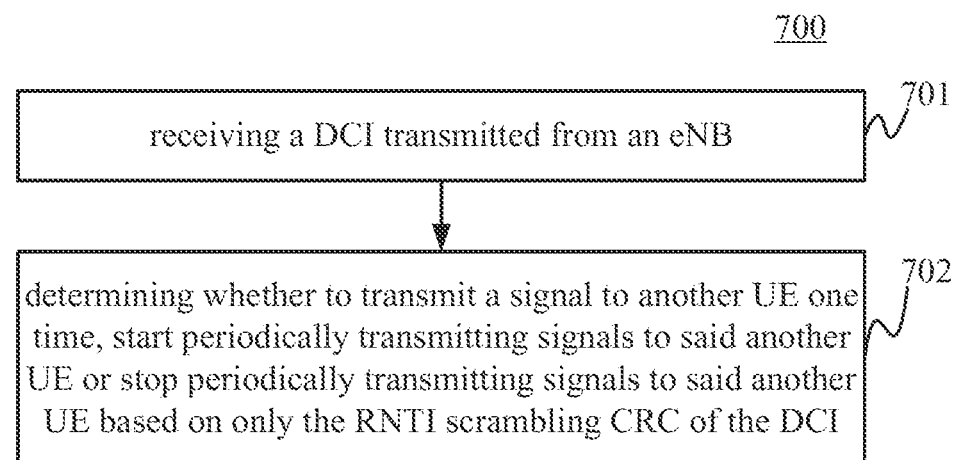 700
701
receiving a DCI transmitted from an eNB
702
determining whether to transmit a signal to another UE one
time, start periodically transmitting signals to said another
UE or stop periodically transmitting signals to said another
UE based on only the RNTI scrambling CRC of the DCI